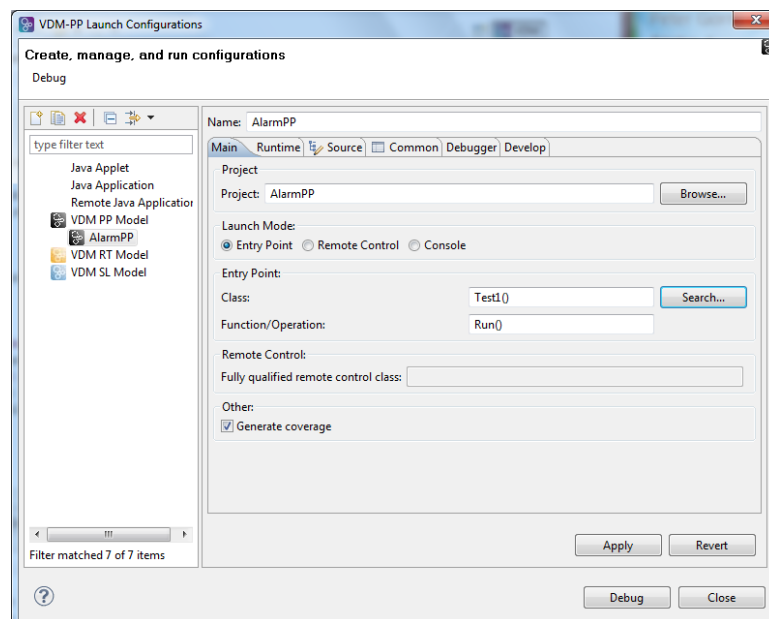 VDM-PP Launch Configurations
Create, manage, and run configurations
Debug
type filter text
Java Applet
Java Application
Remote Java Application
VDM PP Model
AlarmPP
VDM RT Model
VDM SL Model
Filter matched 7 of 7 items
Name: AlarmPP
Main Runtime Source Common Debugger Develop
Project
Project: AlarmPP Browse...
Launch Mode:
Entry Point Remote Control Console
Entry Point:
Class: Test1() Search...
Function/Operation: Run()
Remote Control:
Fully qualified remote control class:
Other:
Generate coverage
Apply Revert
Debug Close